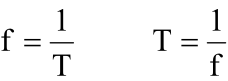 f = 1/T    T = 1/f